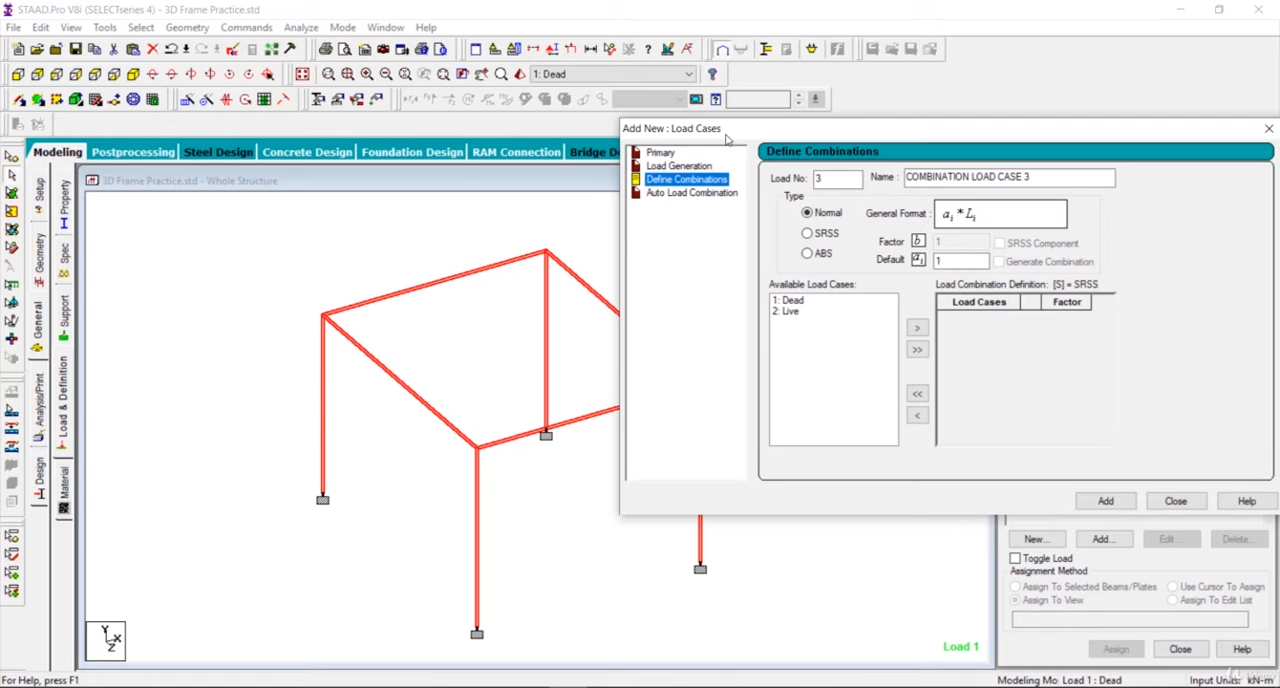 STAAD.Pro V8i (SELECTseries 4) - 3D Frame Practice.std
File Edit View Tools Select Geometry Commands Analyze Mode Window Help
1: Dead
Modeling Postprocessing Steel Design Concrete Design Foundation Design RAM Connection Bridge De
3D Frame Practice.std - Whole Structure
Setup
Geometry
General
Analysis/Print
Design
Property
Spec
Support
Load & Definition
Material
Add New : Load Cases
Primary
Load Generation
Define Combinations
Auto Load Combination
Define Combinations
Load No: 3 Name : COMBINATION LOAD CASE 3
Type
Normal General Format : ai * Li
SRSS
Factor b 1 SRSS Component
ABS
Default ai 1 Generate Combination
Available Load Cases: Load Combination Definition: [S] = SRSS
1: Dead
2: Live
Load Cases Factor
>
>>
<<
<
Add Close Help
New... Add... Edit ... Delete...
Toggle Load
Assignment Method
Assign To Selected Beams/Plates Use Cursor To Assign
Assign To View Assign To Edit List
Assign Close Help
Y
X
Z
Load 1
For Help, press F1 Modeling Mo Load 1 : Dead Input Units: kN-m